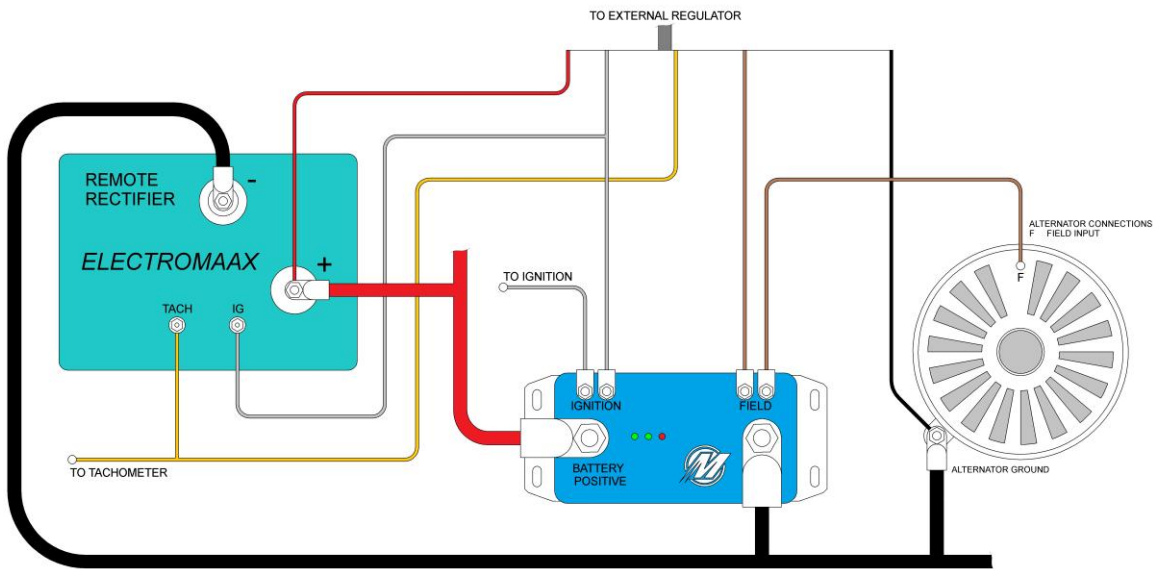 TO EXTERNAL REGULATOR
REMOTE
RECTIFIER
-
ELECTROMAAX
+
TACH
IG
TO IGNITION
ALTERNATOR CONNECTIONS
F FIELD INPUT
F
IGNITION
FIELD
BATTERY
POSITIVE
M
TO TACHOMETER
ALTERNATOR GROUND